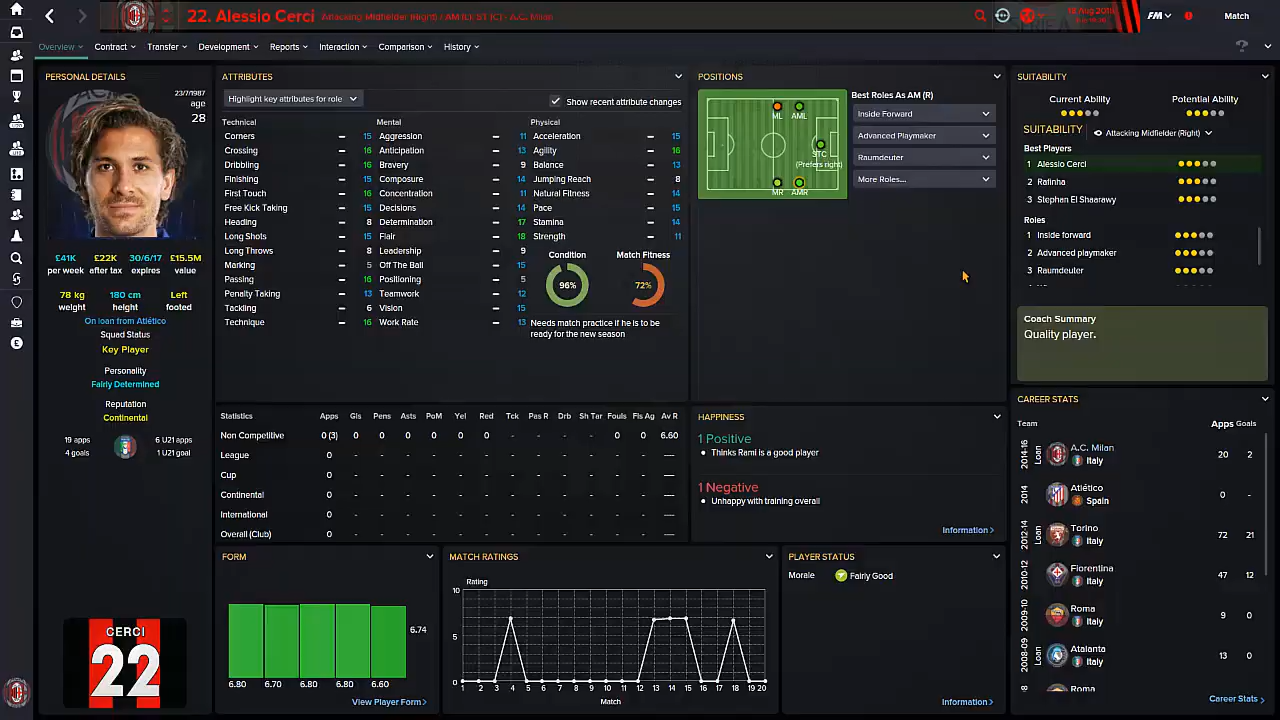 22. Alessio Cerci
Attacking Midfielder (Right) / AM (L), ST (C) - A.C. Milan
FM
Match
Overview
Contract
Transfer
Development
Reports
Interaction
Comparison
History
PERSONAL DETAILS
23/7/1987
age
28
£41K per week
£22K after tax
30/6/17 expires
£15.5M value
78 kg weight
180 cm height
Left footed
On loan from Atlético
Squad Status
Key Player
Personality
Fairly Determined
Reputation
Continental
19 apps
4 goals
6 U21 apps
1 U21 goal
CERCI
22
ATTRIBUTES
Highlight key attributes for role
Show recent attribute changes
Technical
Corners - 15
Crossing - 16
Dribbling - 16
Finishing - 15
First Touch - 16
Free Kick Taking - 15
Heading - 8
Long Shots - 15
Long Throws - 8
Marking - 5
Passing - 16
Penalty Taking - 13
Tackling - 6
Technique - 16
Mental
Aggression - 11
Anticipation - 13
Bravery - 9
Composure - 14
Concentration - 11
Decisions - 14
Determination - 17
Flair - 18
Leadership - 9
Off The Ball - 15
Positioning - 5
Teamwork - 12
Vision - 15
Work Rate - 13
Physical
Acceleration - 15
Agility - 16
Balance - 13
Jumping Reach - 8
Natural Fitness - 14
Pace - 15
Stamina - 14
Strength - 11
Condition
96%
Match Fitness
72%
Needs match practice if he is to be
ready for the new season
POSITIONS
ML
AML
STC
(Prefers right)
MR
AMR
Best Roles As AM (R)
Inside Forward
Advanced Playmaker
Raumdeuter
More Roles...
SUITABILITY
Current Ability
Potential Ability
SUITABILITY
Attacking Midfielder (Right)
Best Players
1 Alessio Cerci
2 Rafinha
3 Stephan El Shaarawy
Roles
1 Inside forward
2 Advanced playmaker
3 Raumdeuter
Coach Summary
Quality player.
Statistics Apps Gls Pens Asts PoM Yel Red Tck Pas R Drb Sh Tar Fouls Fls Ag Av R
Non Competitive 0 (3) 0 0 0 0 0 0 - - - - 0 0 6.60
League 0 - - - - - - - - - - - - ---
Cup 0 - - - - - - - - - - - - ---
Continental 0 - - - - - - - - - - - - ---
International 0 - - - - - - - - - - - - ---
Overall (Club) 0 - - - - - - - - - - - - ---
HAPPINESS
1 Positive
• Thinks Rami is a good player
1 Negative
• Unhappy with training overall
Information >
CAREER STATS
Team Apps Goals
2014-16 Loan A.C. Milan Italy 20 2
2014 Atlético Spain 0 -
2012-14 Torino Italy 72 21
2010-12 Fiorentina Italy 47 12
2009-10 Roma Italy 9 0
2008-09 Loan Atalanta Italy 13 0
Roma
Career Stats >
FORM
6.74
6.80 6.70 6.80 6.80 6.60
View Player Form >
MATCH RATINGS
Rating
10
5
0
1 2 3 4 5 6 7 8 9 10 11 12 13 14 15 16 17 18 19 20
Match
PLAYER STATUS
Morale Fairly Good
Information >